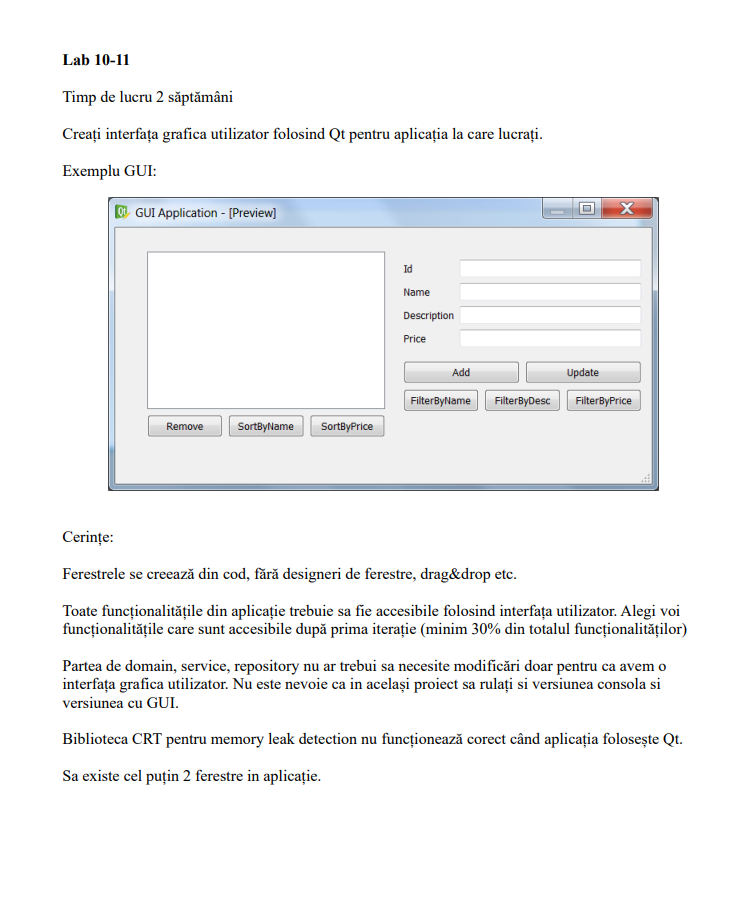 Lab 10-11
Timp de lucru 2 săptămâni
Creați interfața grafica utilizator folosind Qt pentru aplicația la care lucrați.
Exemplu GUI:
Qt GUI Application - [Preview]
Id
Name
Description
Price
Add Update
FilterByName FilterByDesc FilterByPrice
Remove SortByName SortByPrice
Cerințe:
Ferestrele se creează din cod, fără designeri de ferestre, drag&drop etc.
Toate funcționalitățile din aplicație trebuie sa fie accesibile folosind interfața utilizator. Alegi voi
funcționalitățile care sunt accesibile după prima iterație (minim 30% din totalul funcționalităților)
Partea de domain, service, repository nu ar trebui sa necesite modificări doar pentru ca avem o
interfața grafica utilizator. Nu este nevoie ca in același proiect sa rulați si versiunea consola si
versiunea cu GUI.
Biblioteca CRT pentru memory leak detection nu funcționează corect când aplicația folosește Qt.
Sa existe cel puțin 2 ferestre in aplicație.